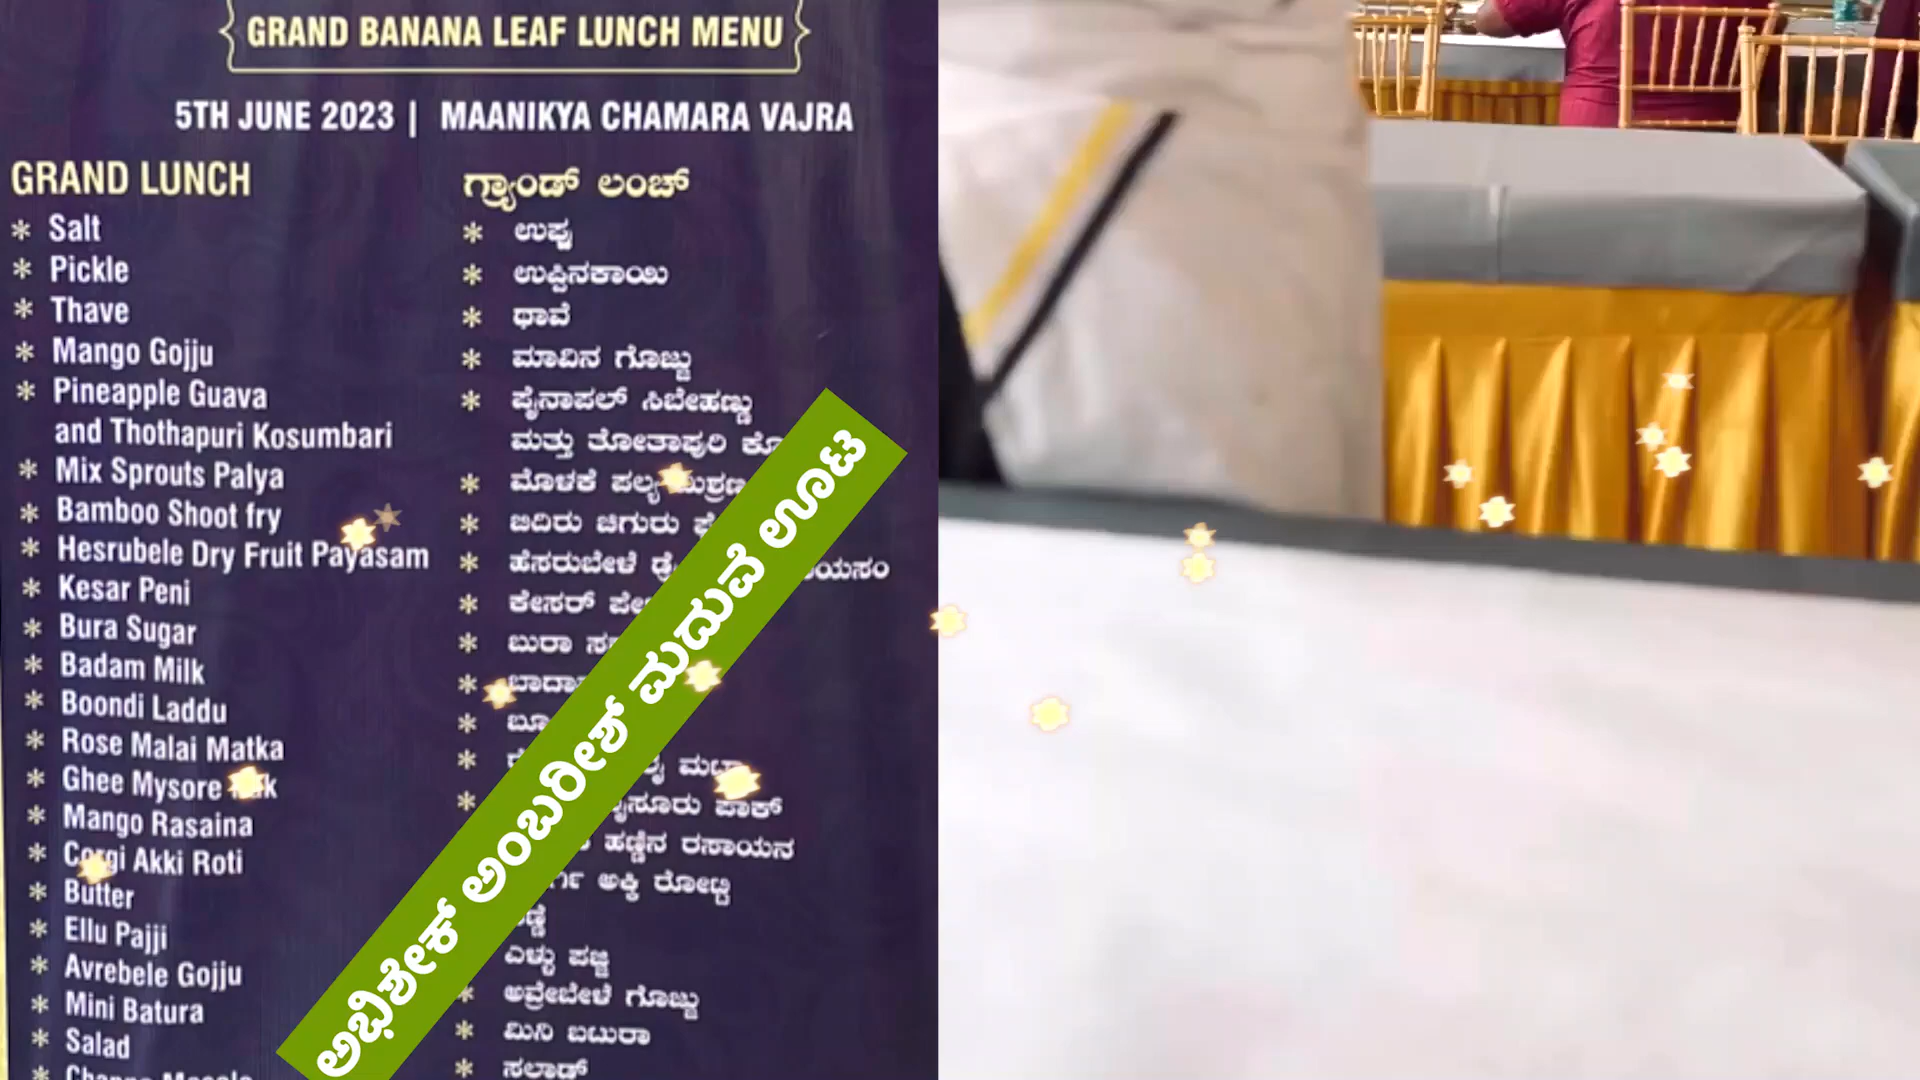 GRAND BANANA LEAF LUNCH MENU
5TH JUNE 2023 | MAANIKYA CHAMARA VAJRA
GRAND LUNCH
* Salt
* Pickle
* Thave
* Mango Gojju
* Pineapple Guava
and Thothapuri Kosumbari
* Mix Sprouts Palya
* Bamboo Shoot fry
* Hesrubele Dry Fruit Payasam
* Kesar Peni
* Bura Sugar
* Badam Milk
* Boondi Laddu
* Rose Malai Matka
* Ghee Mysore
* Mango Rasaina
* Corgi Akki Roti
* Butter
* Ellu Pajji
* Avrebele Gojju
* Mini Batura
* Salad
ಗ್ರ್ಯಾಂಡ್ ಲಂಚ್
* ಉಪ್ಪು
* ಉಪ್ಪಿನಕಾಯಿ
* ಥಾವೆ
* ಮಾವಿನ ಗೊಜ್ಜು
* ಪೈನಾಪಲ್ ಸಿಬೇಹಣ್ಣು
ಮತ್ತು ತೋತಾಪುರಿ
* ಮೊಳಕೆ ಪಲ್ಯ
* ಬಿದಿರು ಚಿಗುರು
* ಹೆಸರುಬೇಳೆ
* ಕೇಸರ್
* ಬುರಾ
ಮಟ್ಕಾ
ಪಾಕ್
ಹಣ್ಣಿನ ರಸಾಯನ
ಅಕ್ಕಿ ರೋಟ್ಟಿ
ಎಳ್ಳು ಪಜ್ಜಿ
* ಅವ್ರೇಬೇಳೆ ಗೊಜ್ಜು
* ಮಿನಿ ಬಟುರಾ
* ಸಲಾಡ್
ಅಭಿಶೇಕ್ ಅಂಬರೀಶ್ ಮದುವೆ ಊಟ